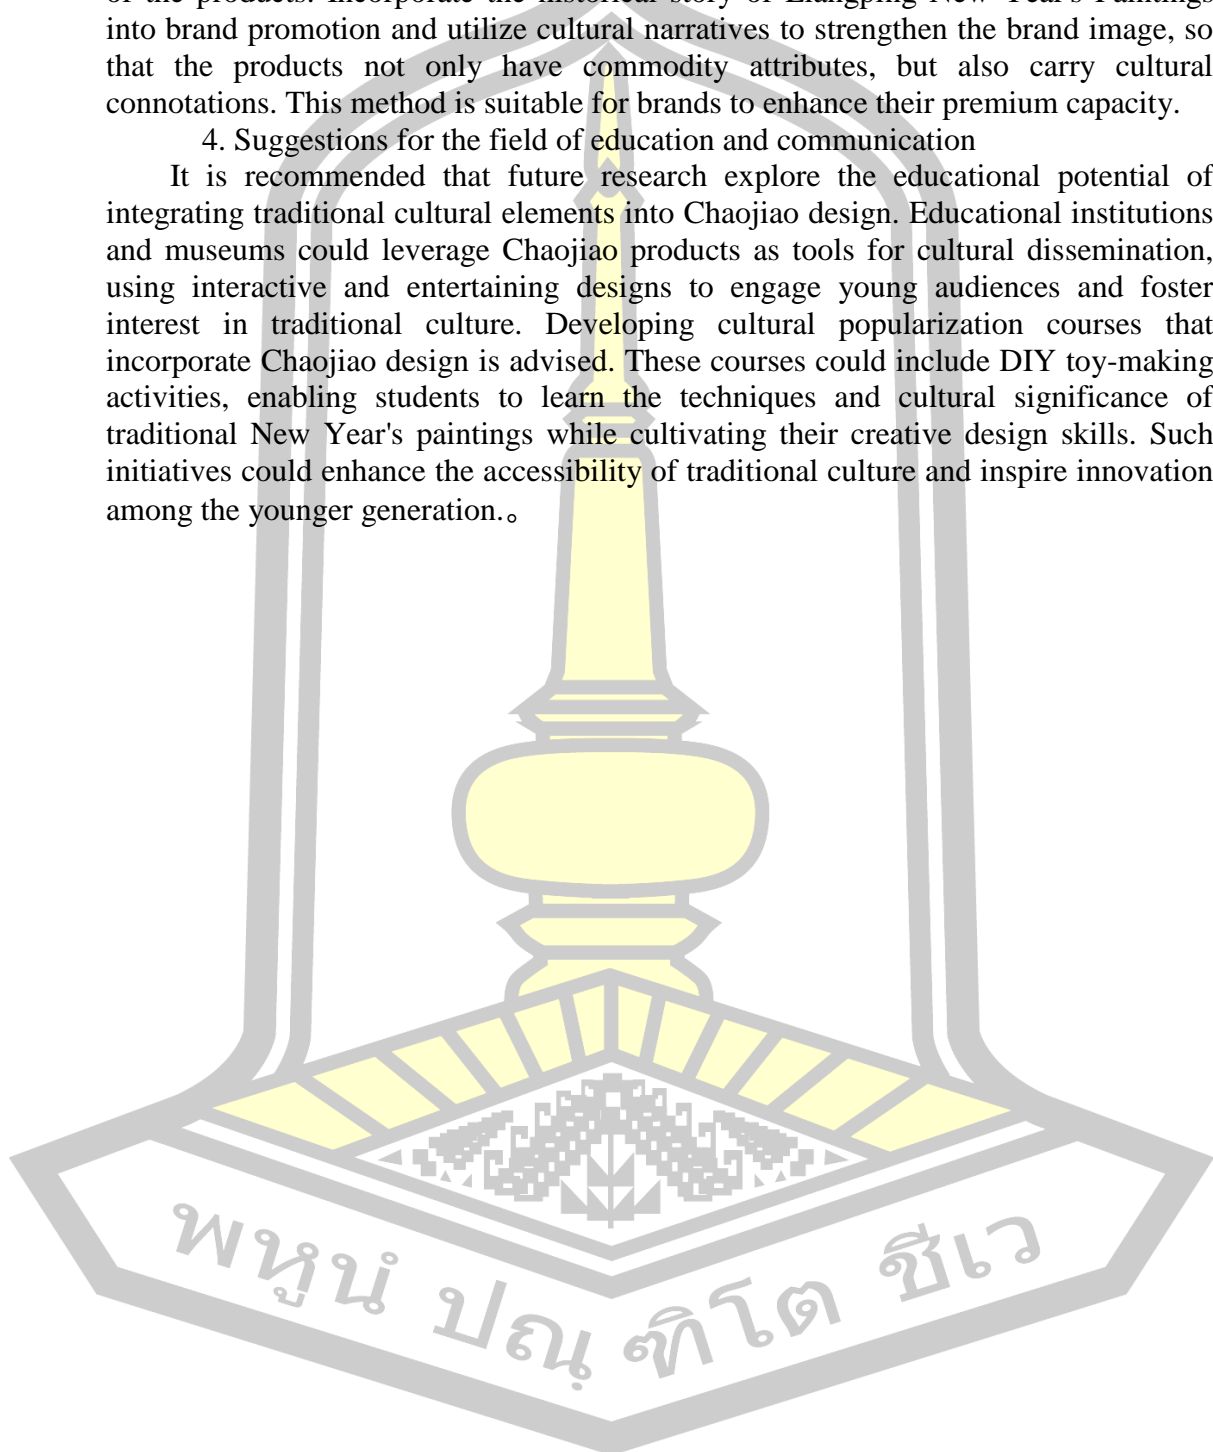 of the products. Incorporate the historical story of Liangping New Year's Paintings
into brand promotion and utilize cultural narratives to strengthen the brand image, so
that the products not only have commodity attributes, but also carry cultural
connotations. This method is suitable for brands to enhance their premium capacity.
4. Suggestions for the field of education and communication
It is recommended that future research explore the educational potential of
integrating traditional cultural elements into Chaojiao design. Educational institutions
and museums could leverage Chaojiao products as tools for cultural dissemination,
using interactive and entertaining designs to engage young audiences and foster
interest in traditional culture. Developing cultural popularization courses that
incorporate Chaojiao design is advised. These courses could include DIY toy-making
activities, enabling students to learn the techniques and cultural significance of
traditional New Year's paintings while cultivating their creative design skills. Such
initiatives could enhance the accessibility of traditional culture and inspire innovation
among the younger generation.。
พหูนํ ปณฺฑิโต ชีเว